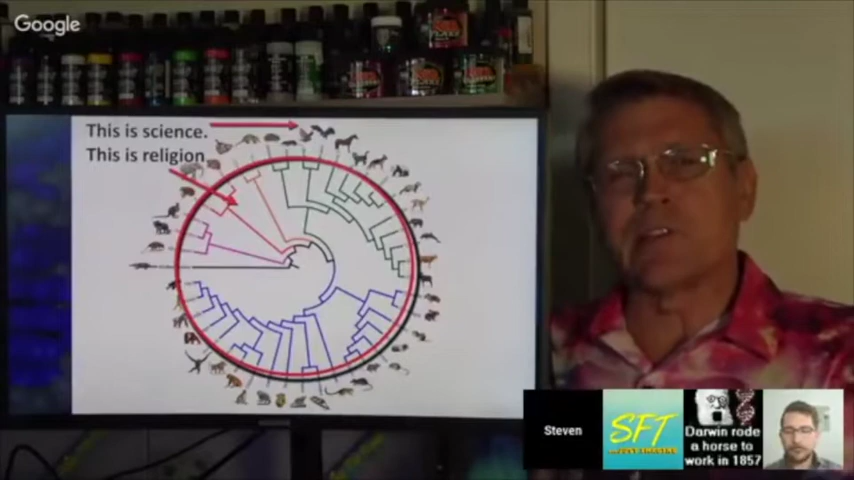 Google
This is science.
This is religion
Steven
SFT
Darwin rode
a horse to
work in 1857